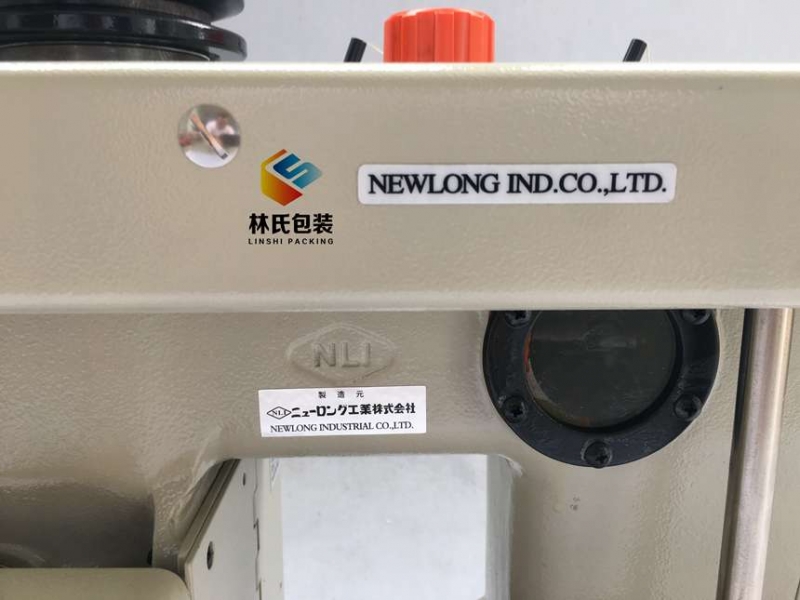 NEWLONG IND.CO.,LTD.
林氏包装
LINSHI PACKING
NLI
製造元
NLI ニューロング工業株式会社
NEWLONG INDUSTRIAL CO.,LTD.